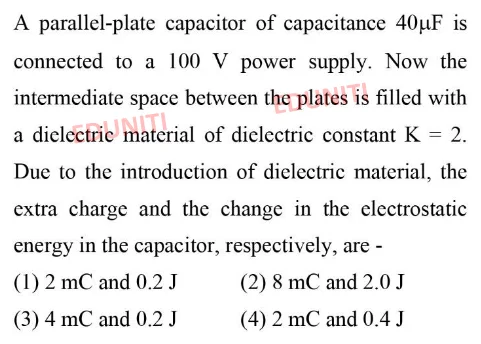 A parallel-plate capacitor of capacitance 40μF is
connected to a 100 V power supply. Now the
intermediate space between the plates is filled with
a dielectric material of dielectric constant K = 2.
Due to the introduction of dielectric material, the
extra charge and the change in the electrostatic
energy in the capacitor, respectively, are -
(1) 2 mC and 0.2 J (2) 8 mC and 2.0 J
(3) 4 mC and 0.2 J (4) 2 mC and 0.4 J
EDUNITI
EDUNITI